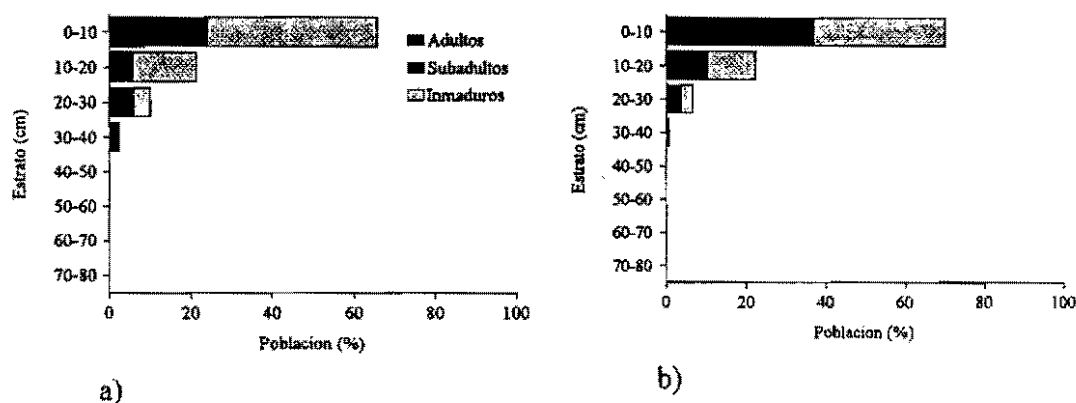 0-10
10-20
20-30
30-40
40-50
50-60
60-70
70-80
Estrato (cm)
0 20 40 60 80 100
Poblacion (%)
Adultos
Subadultos
Inmaduros
a)
0-10
10-20
20-30
30-40
40-50
50-60
60-70
70-80
Estrato (cm)
0 20 40 60 80 100
Poblacion (%)
b)